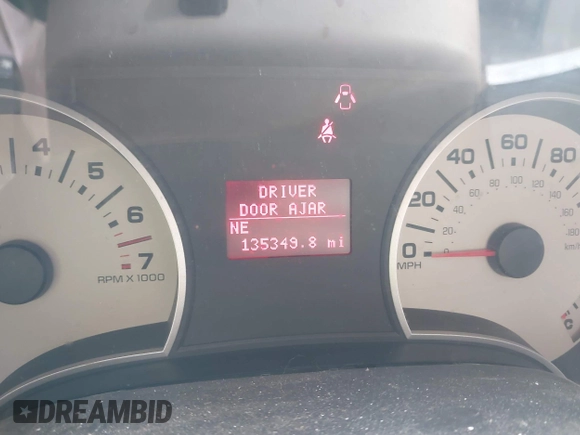 4
5
6
7
RPM X 1000
DRIVER
DOOR AJAR
NE
135349.8 mi
0
20
40
60
80
0
MPH
DREAMBID